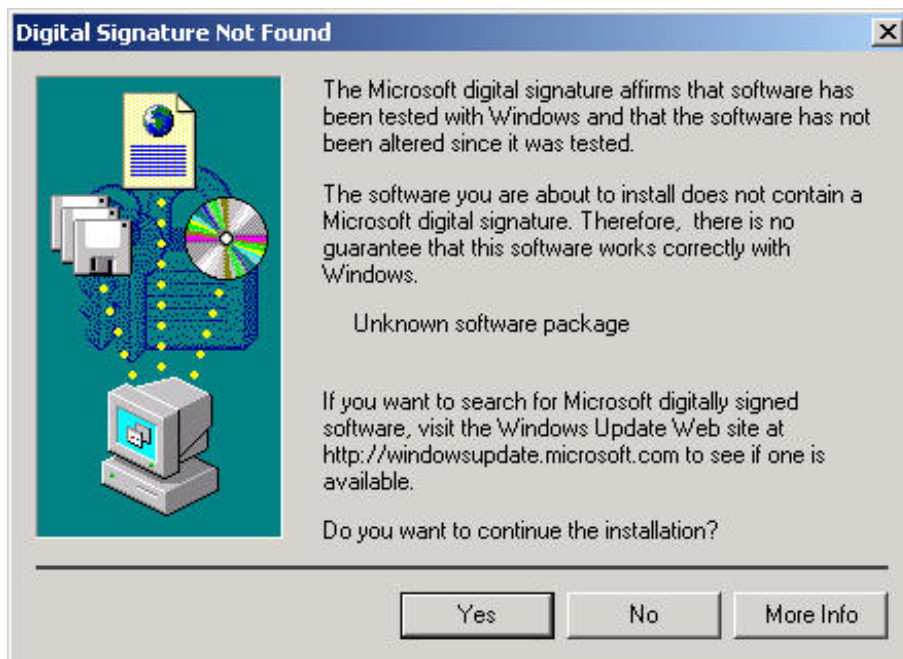 Digital Signature Not Found
The Microsoft digital signature affirms that software has
been tested with Windows and that the software has not
been altered since it was tested.
The software you are about to install does not contain a
Microsoft digital signature. Therefore,  there is no
guarantee that this software works correctly with
Windows.
Unknown software package
If you want to search for Microsoft digitally signed
software, visit the Windows Update Web site at
http://windowsupdate.microsoft.com to see if one is
available.
Do you want to continue the installation?
Yes No More Info